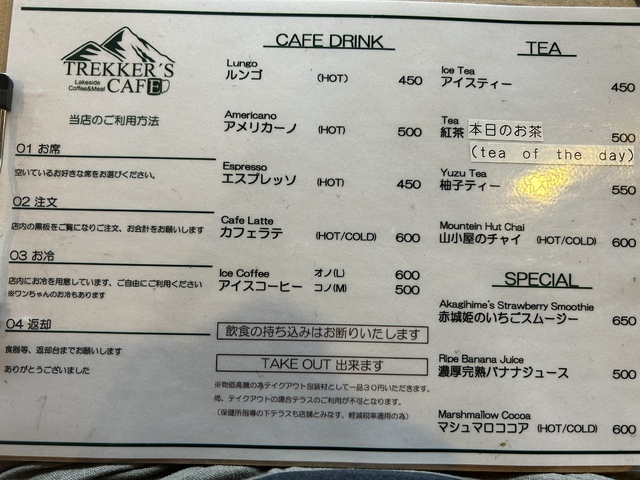 TREKKER'S
Lakeside
Coffee&Meal
CAFE
当店のご利用方法
01 お席
空いているお好きな席をお選びください。
02 注文
店内の黒板をご覧になりご注文、お会計をお願いします
03 お冷
店内にお冷を用意しています、ご自由にご利用ください
※ワンちゃんのお冷もあります
04 返却
食器等、返却台までお願いします
ありがとうございました
CAFE DRINK
Lungo
ルンゴ (HOT) 450
Americano
アメリカーノ (HOT) 500
Espresso
エスプレッソ (HOT) 450
Cafe Latte
カフェラテ (HOT/COLD) 600
Ice Coffee オノ(L) 600
アイスコーヒー コノ(M) 500
飲食の持ち込みはお断りいたします
TAKE OUT 出来ます
※物価高騰の為テイクアウト包装材として一品30円いただきます。
尚、テイクアウトの場合テラスのご利用が不可となります。
(保健所指導の下テラスも店舗とみなす、軽減税率適用の為)
TEA
Ice Tea
アイスティー 450
Tea
紅茶 本日のお茶 500
(tea of the day)
Yuzu Tea
柚子ティー 550
Mountein Hut Chai
山小屋のチャイ (HOT/COLD) 600
SPECIAL
Akagihime's Strawberry Smoothie
赤城姫のいちごスムージー 650
Ripe Banana Juice
濃厚完熟バナナジュース 500
Marshmallow Cocoa
マシュマロココア (HOT/COLD) 600